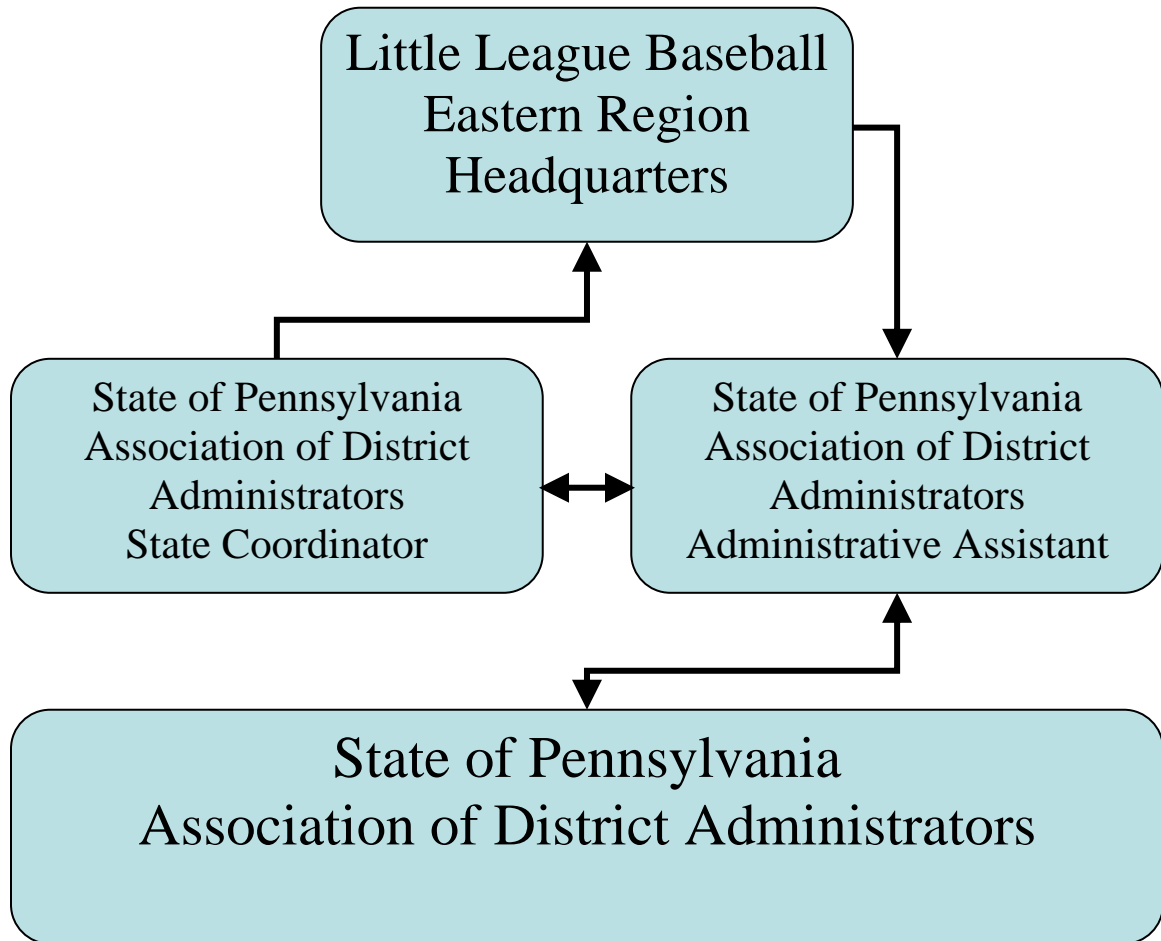 Little League Baseball
Eastern Region
Headquarters
State of Pennsylvania
Association of District
Administrators
State Coordinator
State of Pennsylvania
Association of District
Administrators
Administrative Assistant
State of Pennsylvania
Association of District Administrators